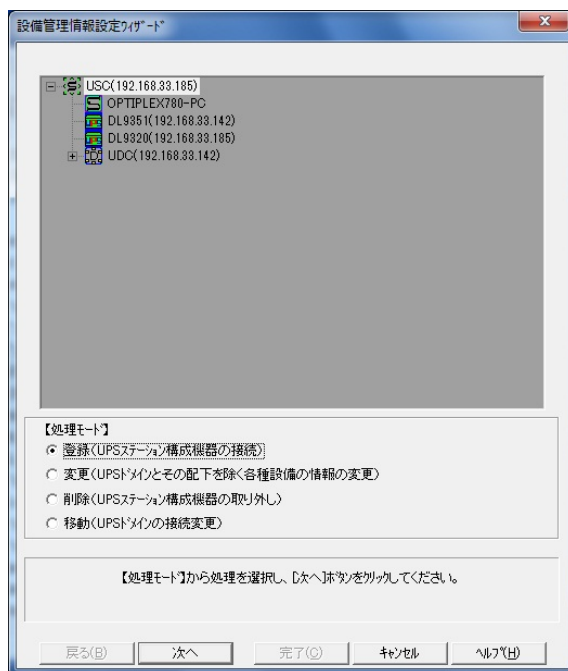 設備管理情報設定ウィザード
USC(192.168.33.185)
OPTIPLEX780-PC
DL9351(192.168.33.142)
DL9320(192.168.33.185)
UDC(192.168.33.142)
【処理モード】
登録(UPSステーション構成機器の接続)
変更(UPSドメインとその配下を除く各種設備の情報の変更)
削除(UPSステーション構成機器の取り外し)
移動(UPSドメインの接続変更)
【処理モード】から処理を選択し、[次へ]ボタンをクリックしてください。
戻る(B) 次へ 完了(C) キャンセル ヘルプ(H)